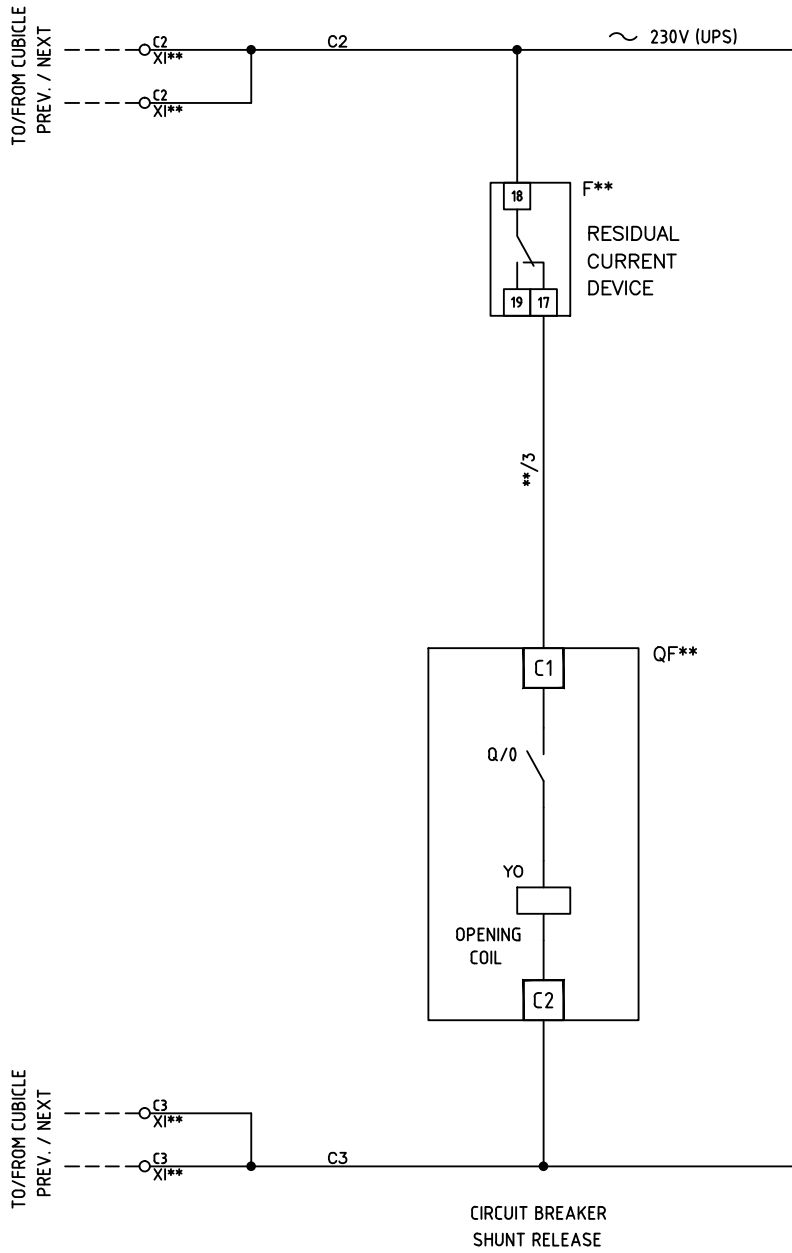 TO/FROM CUBICLE
PREV. / NEXT
C2
XI**
C2
XI**
C2
~ 230V (UPS)
18
F**
RESIDUAL
CURRENT
DEVICE
19 17
**/3
C1
QF**
Q/0
YO
OPENING
COIL
C2
TO/FROM CUBICLE
PREV. / NEXT
C3
XI**
C3
XI**
C3
CIRCUIT BREAKER
SHUNT RELEASE